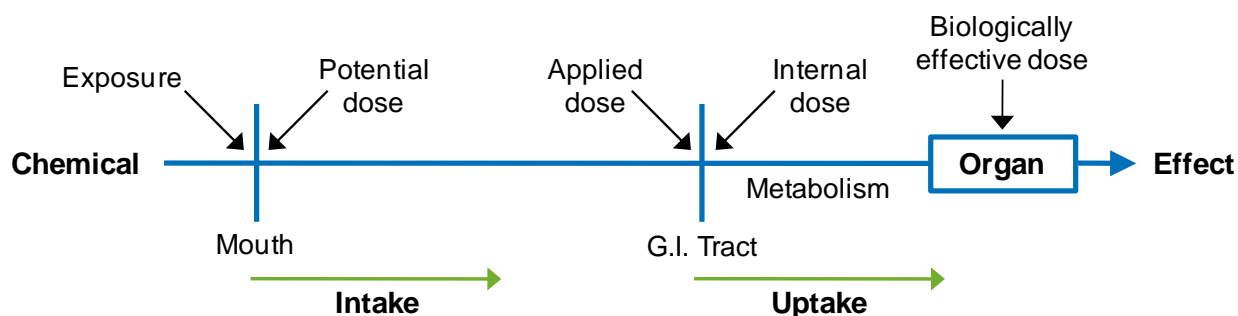 Biologically
effective dose
Exposure
Potential
dose
Applied
dose
Internal
dose
Chemical
Organ
Effect
Metabolism
Mouth
G.I. Tract
Intake
Uptake